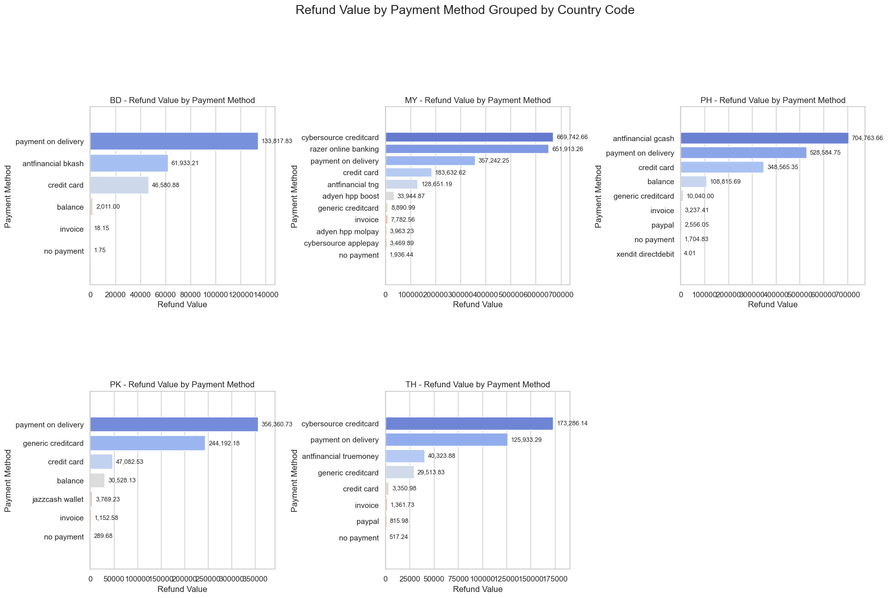 Refund Value by Payment Method Grouped by Country Code
BD - Refund Value by Payment Method
Payment Method
payment on delivery 133,817.83
antfinancial bkash 61,933.21
credit card 46,580.88
balance 2,011.00
invoice 18.15
no payment 1.75
0 20000 40000 60000 80000 100000 120000 140000
Refund Value
MY - Refund Value by Payment Method
Payment Method
cybersource creditcard 669,742.66
razer online banking 651,913.26
payment on delivery 357,242.25
credit card 183,632.62
antfinancial tng 128,651.19
adyen hpp boost 33,944.87
generic creditcard 8,890.99
invoice 7,782.56
adyen hpp molpay 3,963.23
cybersource applepay 3,469.89
no payment 1,936.44
0 100000 200000 300000 400000 500000 600000 700000
Refund Value
PH - Refund Value by Payment Method
Payment Method
antfinancial gcash 704,763.66
payment on delivery 528,584.75
credit card 348,565.35
balance 108,815.69
generic creditcard 10,040.00
invoice 3,237.41
paypal 2,556.05
no payment 1,704.83
xendit directdebit 4.01
0 100000 200000 300000 400000 500000 600000 700000
Refund Value
PK - Refund Value by Payment Method
Payment Method
payment on delivery 356,360.73
generic creditcard 244,192.18
credit card 47,082.53
balance 30,528.13
jazzcash wallet 3,769.23
invoice 1,152.58
no payment 289.68
0 50000 100000 150000 200000 250000 300000 350000
Refund Value
TH - Refund Value by Payment Method
Payment Method
cybersource creditcard 173,286.14
payment on delivery 125,933.29
antfinancial truemoney 40,323.88
generic creditcard 29,513.83
credit card 3,350.98
invoice 1,361.73
paypal 815.98
no payment 517.24
0 25000 50000 75000 100000 125000 150000 175000
Refund Value